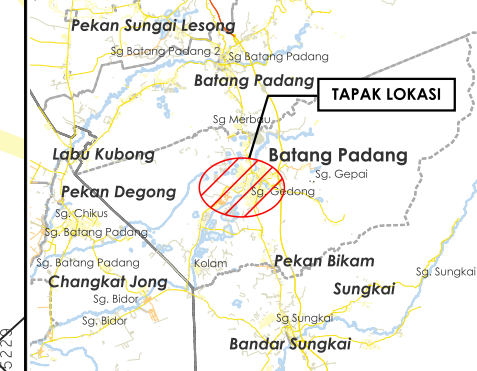 Pekan Sungai Lesong
Sg Batang Padang 2
Sg Batang Padang
Batang Padang
TAPAK LOKASI
Sg Merbau
Labu Kubong
Batang Padang
Sg. Gepai
Pekan Degong
Sg. Gedong
Sg. Chikus
Sg. Batang Padang
Sg. Batang Padang
Kolam
Pekan Bikam
Sg. Sungkai
Changkat Jong
Sungkai
Sg. Bidor
Sg. Bidor
Sg Sungkai
Bandar Sungkai
5229